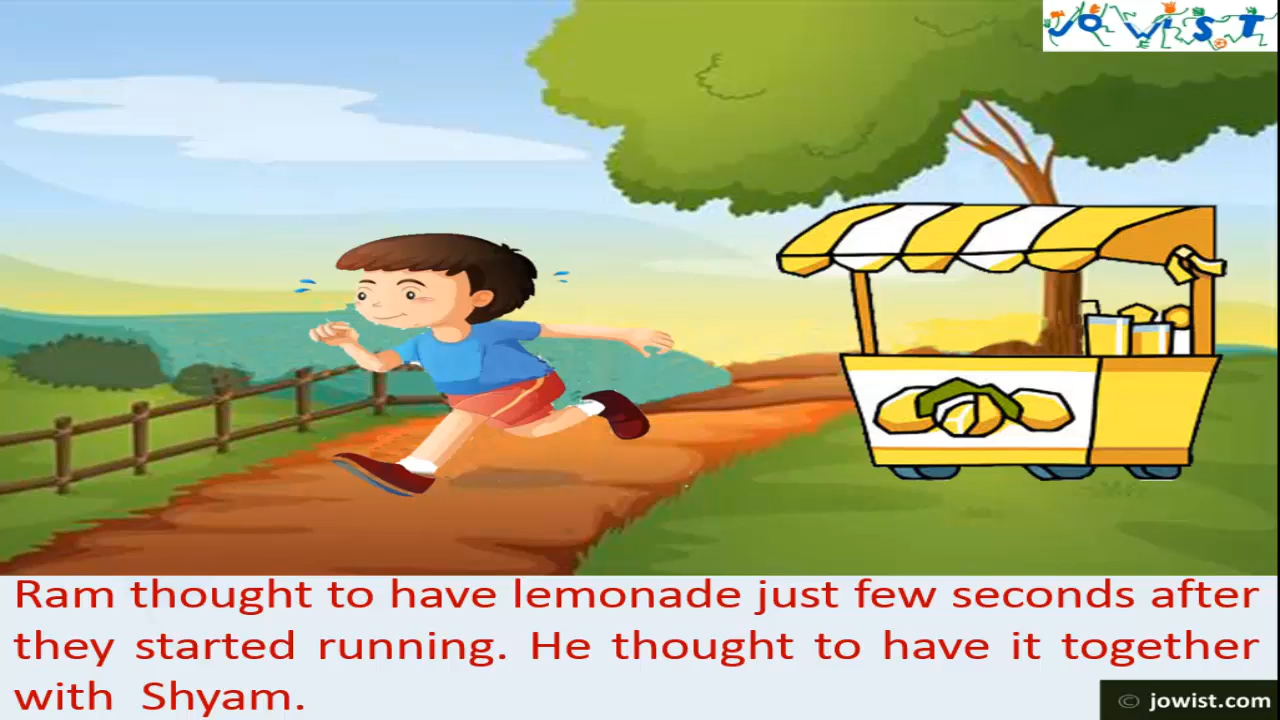 JOWIST
Ram thought to have lemonade just few seconds after
they started running. He thought to have it together
with Shyam.
© jowist.com